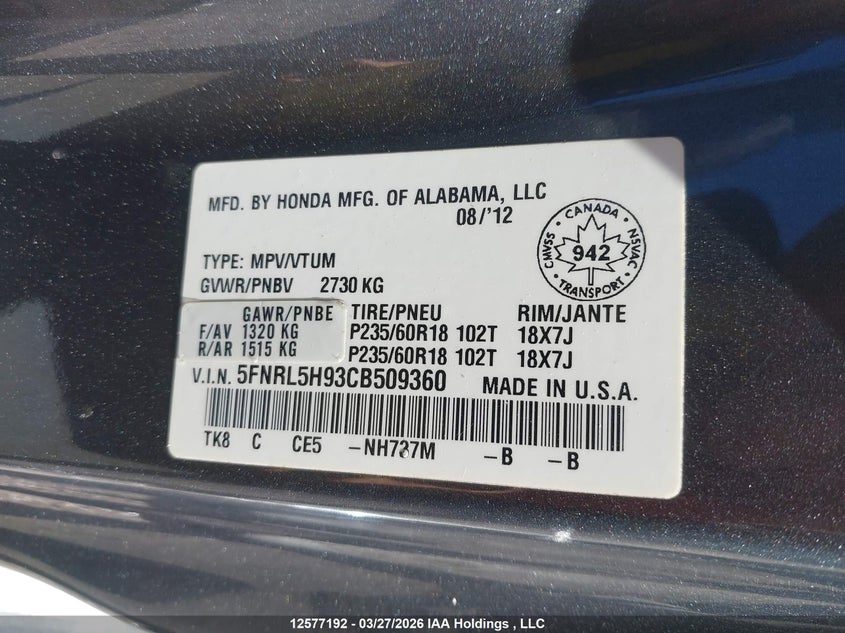 MFD. BY HONDA MFG. OF ALABAMA, LLC
08/'12
CANADA
CMVSS
942
NSVAC
TRANSPORT
TYPE: MPV/VTUM
GVWR/PNBV 2730 KG
GAWR/PNBE TIRE/PNEU RIM/JANTE
F/AV 1320 KG P235/60R18 102T 18X7J
R/AR 1515 KG P235/60R18 102T 18X7J
V.I.N. 5FNRL5H93CB509360 MADE IN U.S.A.
TK8 C CE5 -NH737M -B -B
12577192 - 03/27/2026 IAA Holdings , LLC